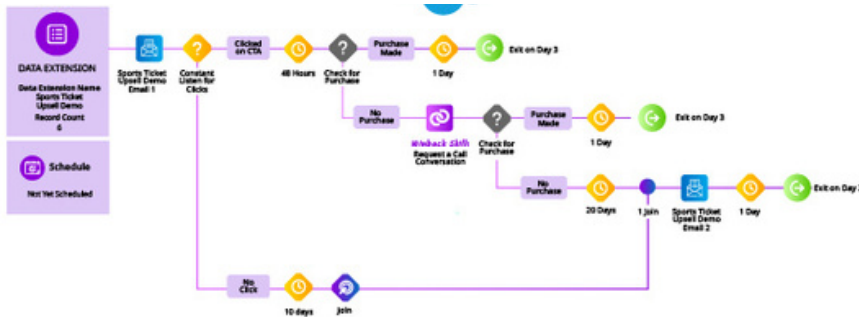 DATA EXTENSION
Data Extension Name
Sports Ticket
Upsell Demo
Record Count
6
Schedule
Not Yet Scheduled
Sports Ticket
Upsell Demo
Email 1
?
Constant
Listen for
Clicks
Clicked
on CTA
48 Hours
?
Check for
Purchase
Purchase
Made
1 Day
Exit on Day 3
No
Purchase
Request a Call
Conversation
?
Check for
Purchase
Purchase
Made
1 Day
Exit on Day 3
No
Purchase
20 Days
1 Join
Sports Ticket
Upsell Demo
Email 2
1 Day
Exit on Day
No
Click
10 days
Join